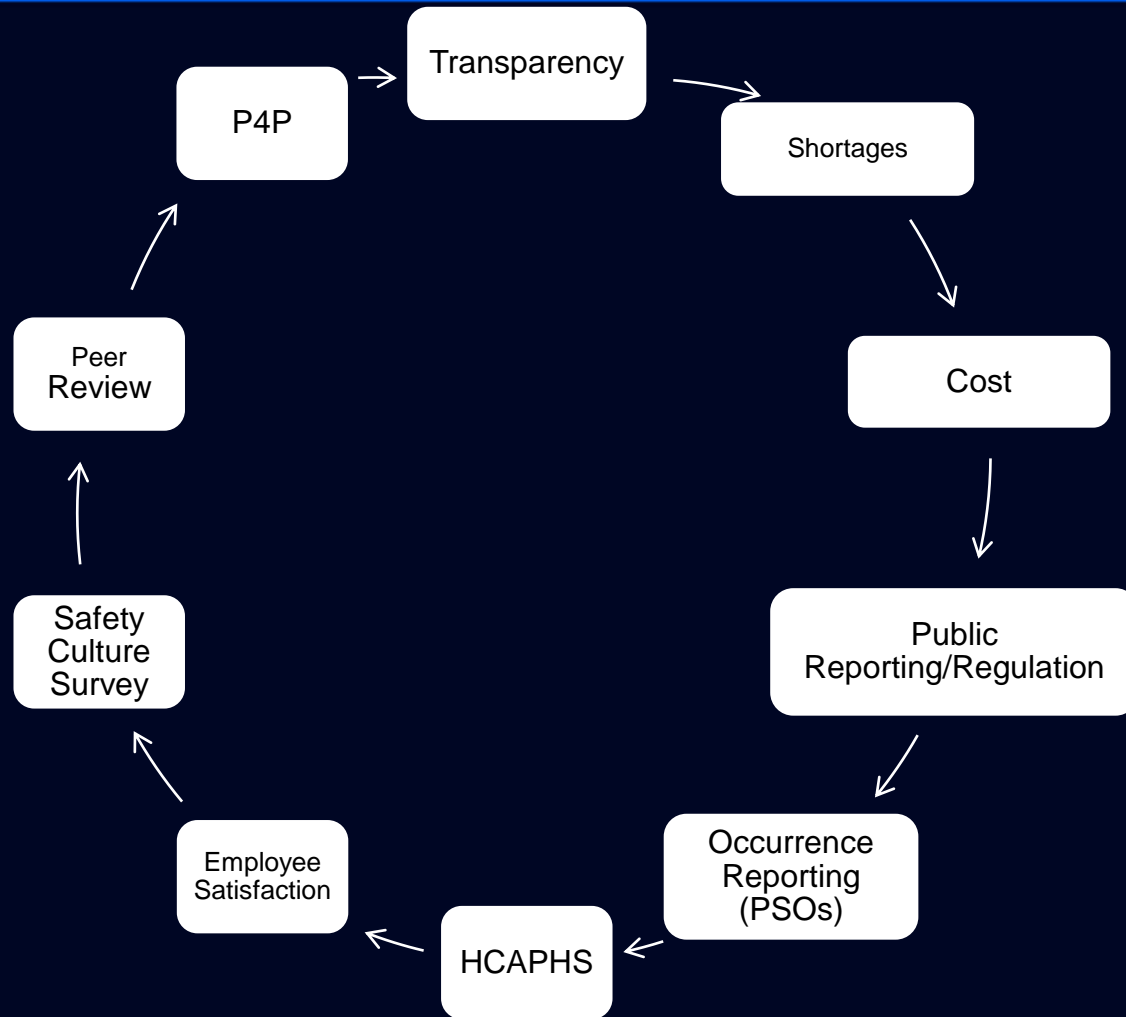 Transparency
Shortages
Cost
Public
Reporting/Regulation
Occurrence
Reporting
(PSOs)
HCAPHS
Employee
Satisfaction
Safety
Culture
Survey
Peer
Review
P4P